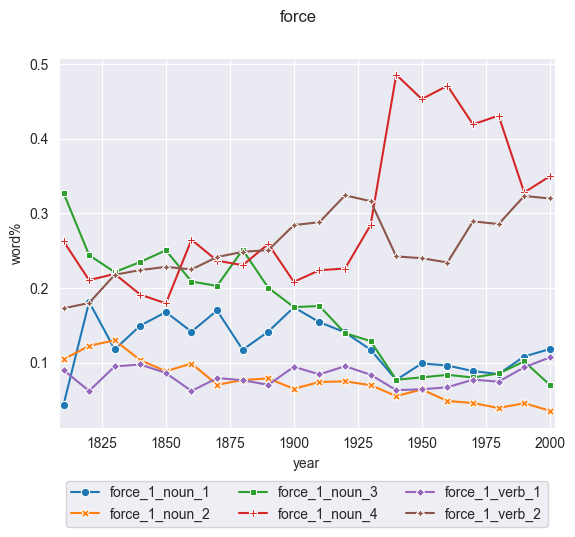 force
0.5
0.4
0.3
0.2
0.1
word%
1825 1850 1875 1900 1925 1950 1975 2000
year
force_1_noun_1 force_1_noun_3 force_1_verb_1
force_1_noun_2 force_1_noun_4 force_1_verb_2